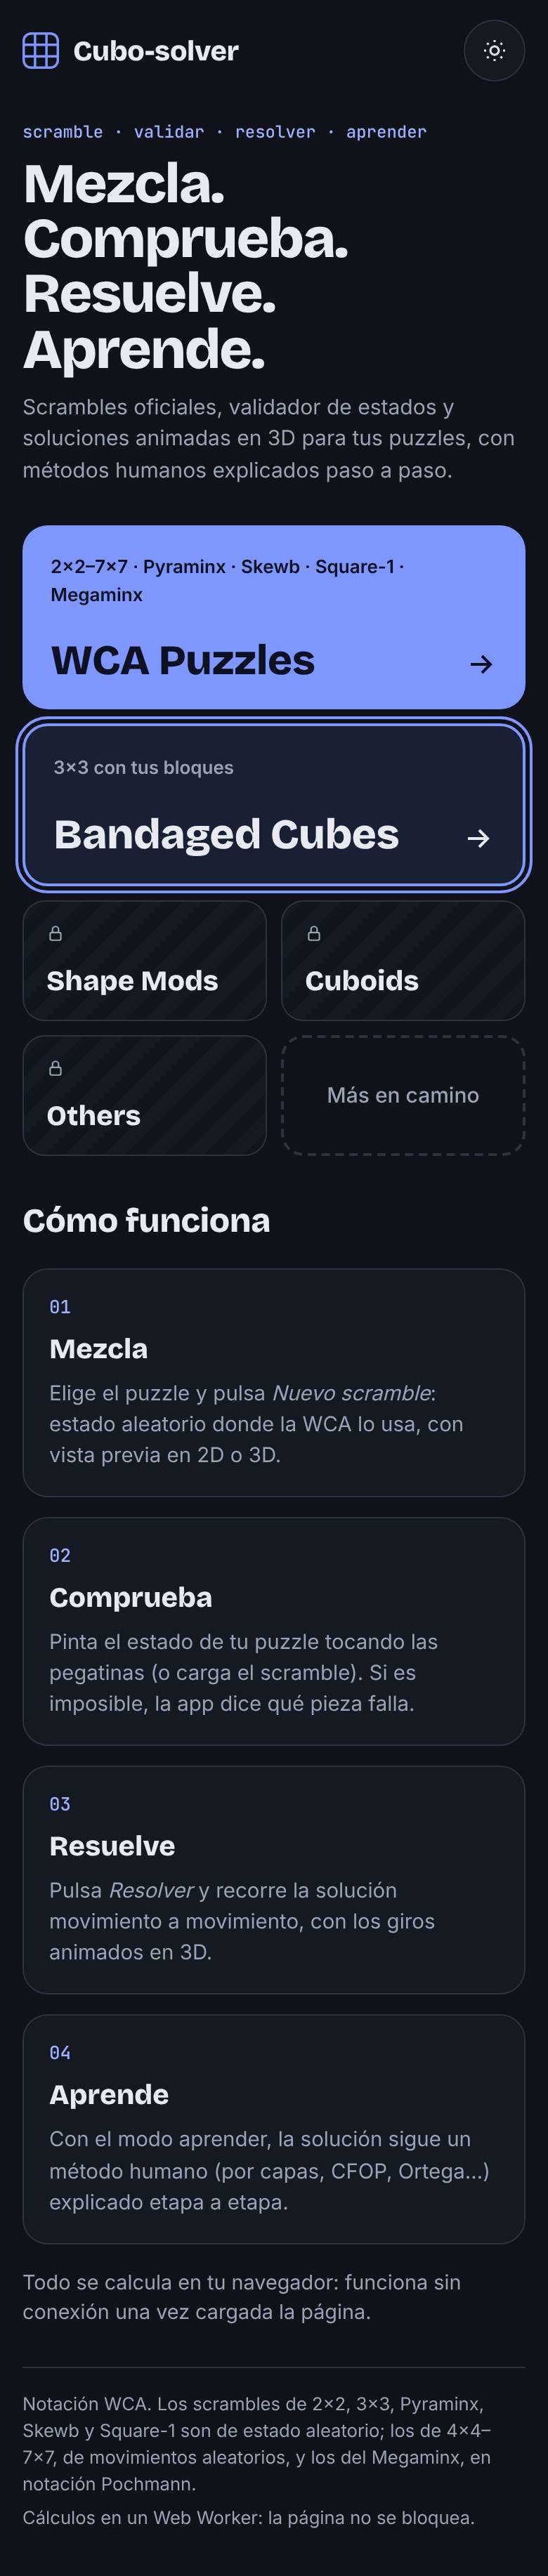 Cubo-solver
scramble · validar · resolver · aprender
Mezcla.
Comprueba.
Resuelve.
Aprende.
Scrambles oficiales, validador de estados y
soluciones animadas en 3D para tus puzzles, con
métodos humanos explicados paso a paso.
2×2–7×7 · Pyraminx · Skewb · Square-1 ·
Megaminx
WCA Puzzles →
3×3 con tus bloques
Bandaged Cubes →
Shape Mods
Cuboids
Others
Más en camino
Cómo funciona
01
Mezcla
Elige el puzzle y pulsa Nuevo scramble:
estado aleatorio donde la WCA lo usa, con
vista previa en 2D o 3D.
02
Comprueba
Pinta el estado de tu puzzle tocando las
pegatinas (o carga el scramble). Si es
imposible, la app dice qué pieza falla.
03
Resuelve
Pulsa Resolver y recorre la solución
movimiento a movimiento, con los giros
animados en 3D.
04
Aprende
Con el modo aprender, la solución sigue un
método humano (por capas, CFOP, Ortega…)
explicado etapa a etapa.
Todo se calcula en tu navegador: funciona sin
conexión una vez cargada la página.
Notación WCA. Los scrambles de 2×2, 3×3, Pyraminx,
Skewb y Square-1 son de estado aleatorio; los de 4×4–
7×7, de movimientos aleatorios, y los del Megaminx, en
notación Pochmann.
Cálculos en un Web Worker: la página no se bloquea.